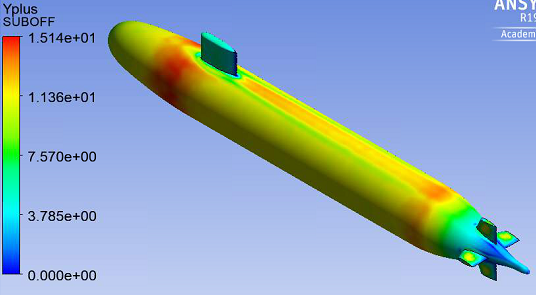 Yplus
SUBOFF
1.514e+01
1.136e+01
7.570e+00
3.785e+00
0.000e+00
ANSY
R19
Academ